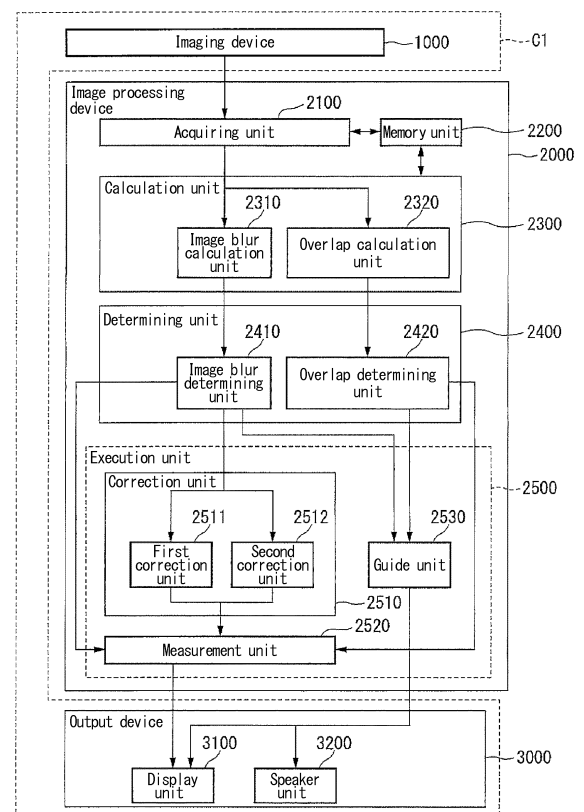 Imaging device
1000
G1
Image processing
device
2100
Acquiring unit
Memory unit
2200
2000
Calculation unit
2310
2320
2300
Image blur
calculation
unit
Overlap calculation
unit
Determining unit
2410
2420
2400
Image blur
determining
unit
Overlap determining
unit
Execution unit
Correction unit
2500
2511
2512
2530
First
correction
unit
Second
correction
unit
Guide unit
2510
2520
Measurement unit
Output device
3100
3200
3000
Display
unit
Speaker
unit